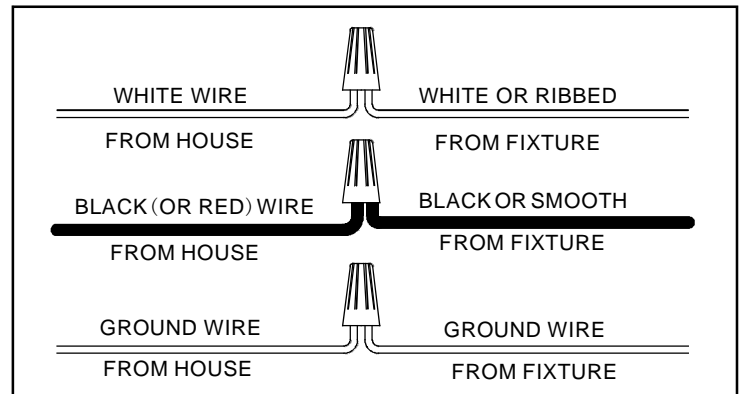 WHITE WIRE
WHITE OR RIBBED
FROM HOUSE
FROM FIXTURE
BLACK (OR RED) WIRE
BLACK OR SMOOTH
FROM HOUSE
FROM FIXTURE
GROUND WIRE
GROUND WIRE
FROM HOUSE
FROM FIXTURE